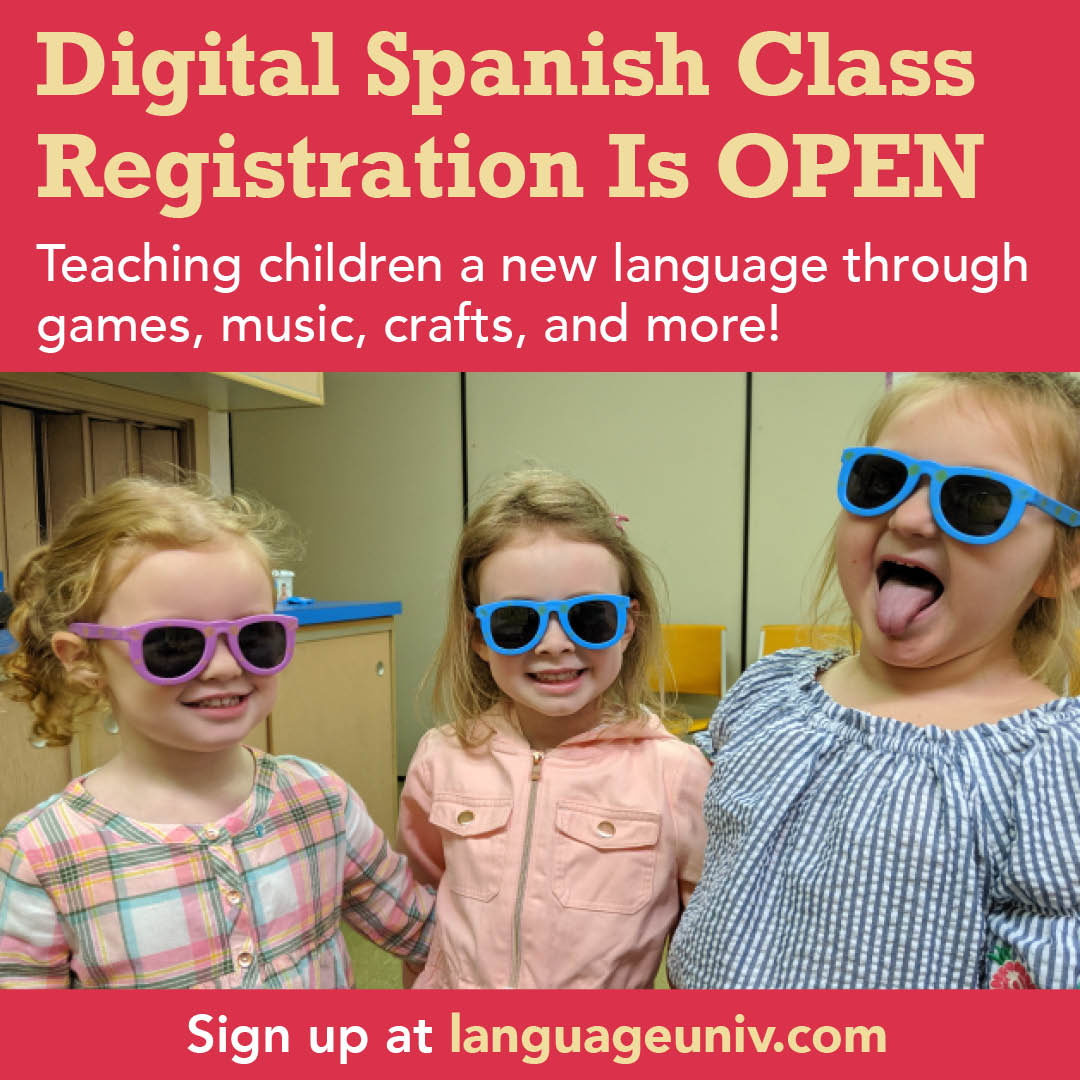 Digital Spanish Class
Registration Is OPEN
Teaching children a new language through
games, music, crafts, and more!
Sign up at languageuniv.com